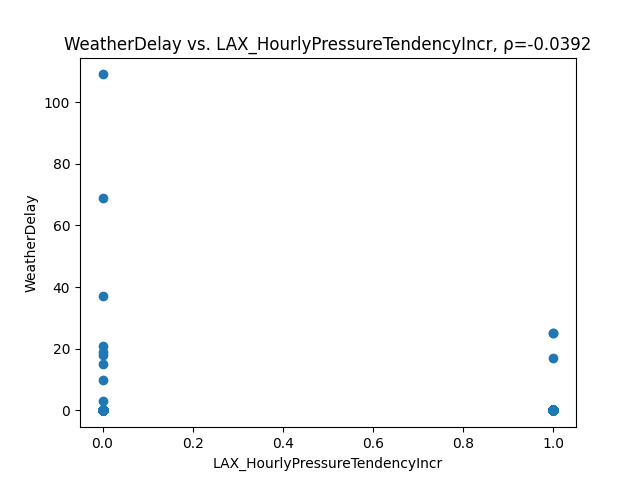 WeatherDelay vs. LAX_HourlyPressureTendencyIncr, ρ=-0.0392
100
80
60
40
20
0
WeatherDelay
0.0 0.2 0.4 0.6 0.8 1.0
LAX_HourlyPressureTendencyIncr